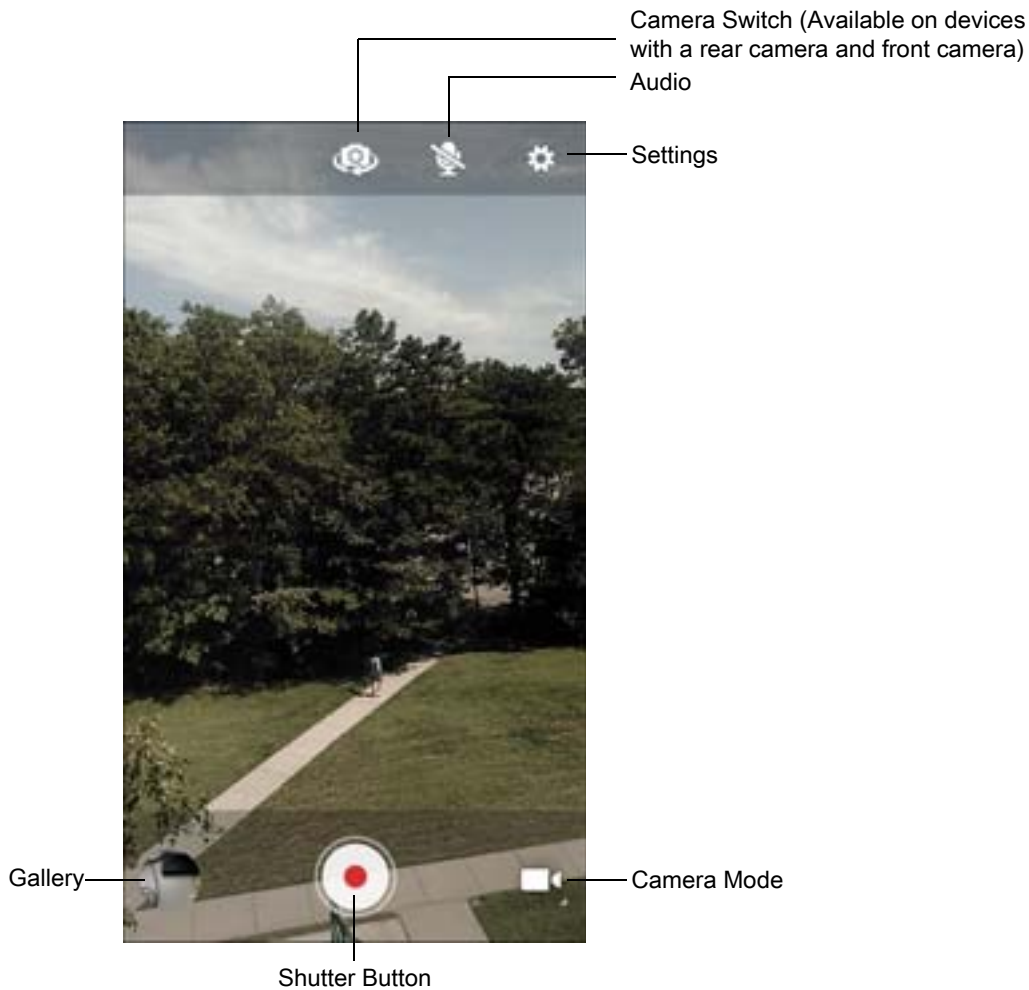 Camera Switch (Available on devices
with a rear camera and front camera)
Audio
Settings
Gallery
Camera Mode
Shutter Button